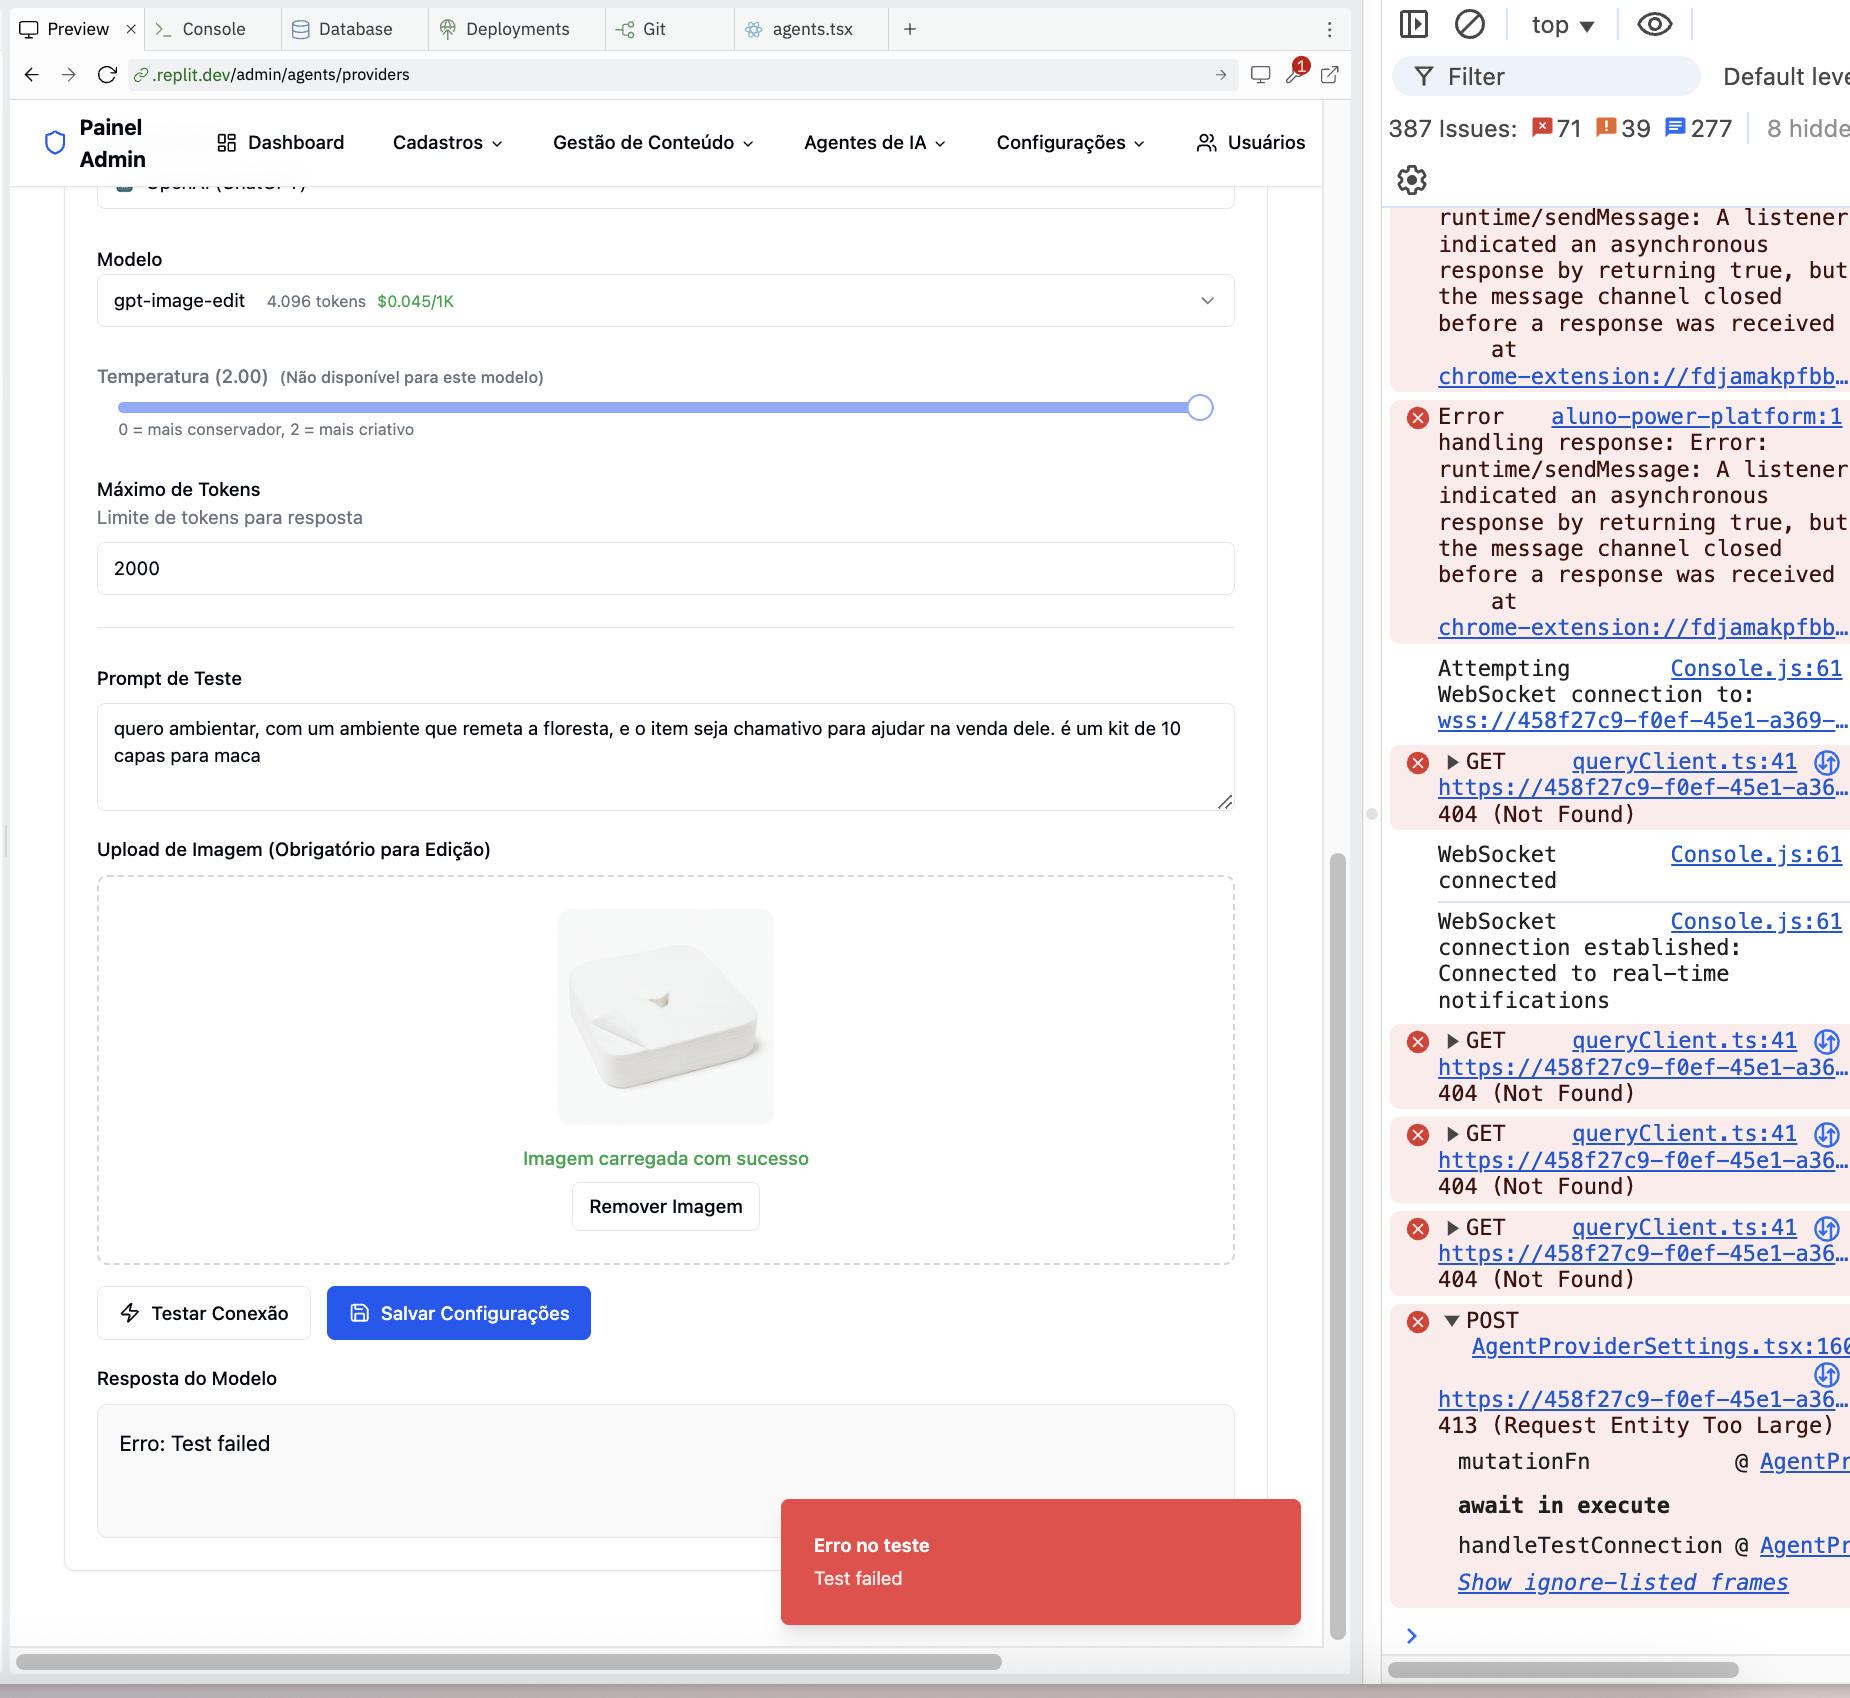 Preview
Console
Database
Deployments
Git
agents.tsx
.replit.dev/admin/agents/providers
1
Painel
Admin
Dashboard
Cadastros
Gestão de Conteúdo
Agentes de IA
Configurações
Usuários
Modelo
gpt-image-edit 4.096 tokens $0.045/1K
Temperatura (2.00) (Não disponível para este modelo)
0 = mais conservador, 2 = mais criativo
Máximo de Tokens
Limite de tokens para resposta
2000
Prompt de Teste
quero ambientar, com um ambiente que remeta a floresta, e o item seja chamativo para ajudar na venda dele. é um kit de 10
capas para maca
Upload de Imagem (Obrigatório para Edição)
Imagem carregada com sucesso
Remover Imagem
Testar Conexão
Salvar Configurações
Resposta do Modelo
Erro: Test failed
Erro no teste
Test failed
top
Filter
Default leve
387 Issues: 71 39 277 8 hidde
runtime/sendMessage: A listener
indicated an asynchronous
response by returning true, but
the message channel closed
before a response was received
at
chrome-extension://fdjamakpfbb…
Error aluno-power-platform:1
handling response: Error:
runtime/sendMessage: A listener
indicated an asynchronous
response by returning true, but
the message channel closed
before a response was received
at
chrome-extension://fdjamakpfbb…
Attempting Console.js:61
WebSocket connection to:
wss://458f27c9-f0ef-45e1-a369-…
GET queryClient.ts:41
https://458f27c9-f0ef-45e1-a36…
404 (Not Found)
WebSocket Console.js:61
connected
WebSocket Console.js:61
connection established:
Connected to real-time
notifications
GET queryClient.ts:41
https://458f27c9-f0ef-45e1-a36…
404 (Not Found)
GET queryClient.ts:41
https://458f27c9-f0ef-45e1-a36…
404 (Not Found)
GET queryClient.ts:41
https://458f27c9-f0ef-45e1-a36…
404 (Not Found)
POST
AgentProviderSettings.tsx:160
https://458f27c9-f0ef-45e1-a36…
413 (Request Entity Too Large)
mutationFn @ AgentPr
await in execute
handleTestConnection @ AgentPr
Show ignore-listed frames